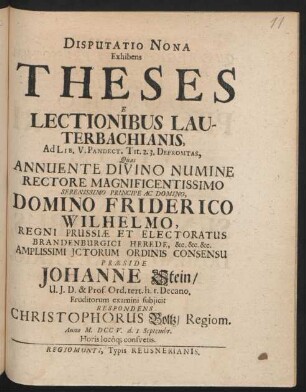 11
DISPUTATIO NONA
Exhibens
THESES
E
LECTIONIBUS LAU-
TERBACHIANIS,
Ad LIB. V. PANDECT. TIT. 2. 3. DEPROMTAS,
Quas
ANNUENTE DIVINO NUMINE
RECTORE MAGNIFICENTISSIMO
SERENISSIMO PRINCIPE AC DOMINO,
DOMINO FRIDERICO
WILHELMO,
REGNI PRUSSIÆ ET ELECTORATUS
BRANDENBURGICI HEREDE, &c. &c. &c.
AMPLISSIMI JCTORUM ORDINIS CONSENSU
PRÆSIDE
JOHANNE Stein/
U. J. D. & Prof. Ord. tert. h. t. Decano,
Eruditorum examini subjicit
RESPONDENS
CHRISTOPHORUS Boltz/ Regiom.
Anno M. DCC V. d. 1 Septembr.
Horis locóq; consvetis.
REGIOMONTI, Typis REUSNERIANIS.